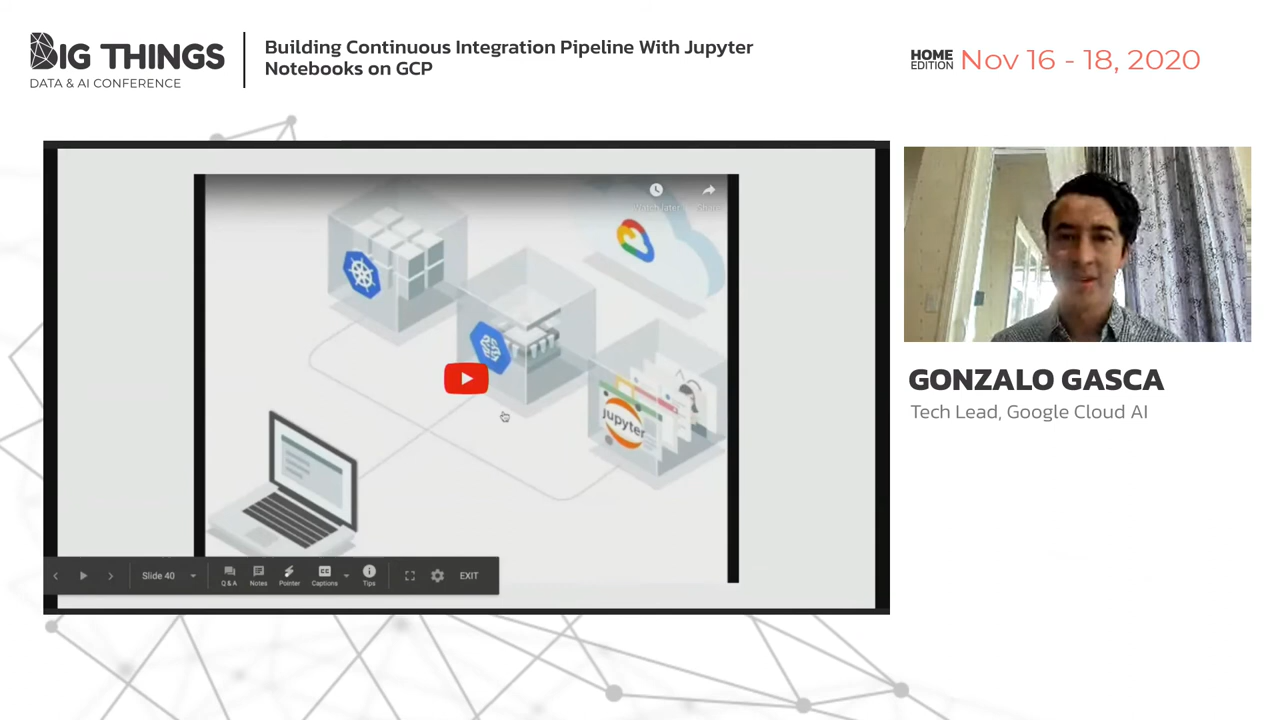 BIG THINGS
DATA & AI CONFERENCE
Building Continuous Integration Pipeline With Jupyter
Notebooks on GCP
HOME
EDITION
Nov 16 - 18, 2020
jupyter
Slide 40
Q & A
Notes
Pointer
Captions
Tips
EXIT
GONZALO GASCA
Tech Lead, Google Cloud AI